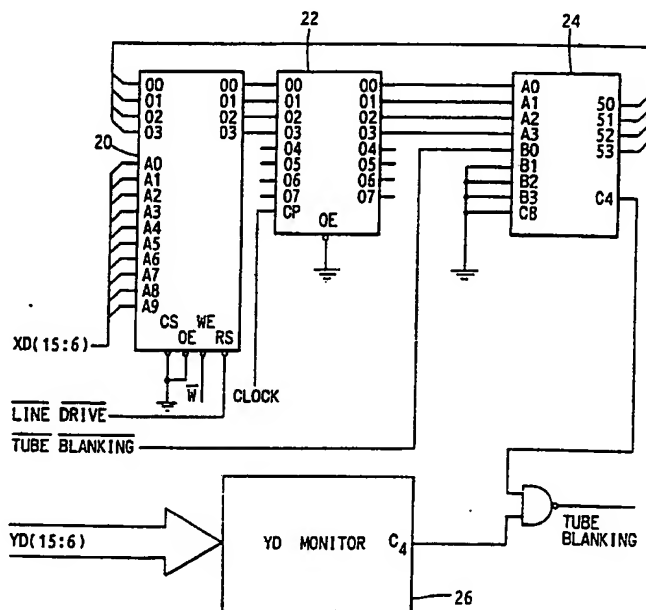 22
24
20
00 00 00 00 A0
01 01 01 01 A1 50
02 02 02 02 A2 51
03 03 03 03 A3 52
04 04 B0 53
A0 05 05 B1
A1 06 06 B2 C4
A2 07 07 B3
A3 CP OE C8
A4
A5
A6
A7
A8
A9
CS WE
OE RS
XD(15:6)
W CLOCK
LINE DRIVE
TUBE BLANKING
YD(15:6) YD MONITOR C4
TUBE
BLANKING
26